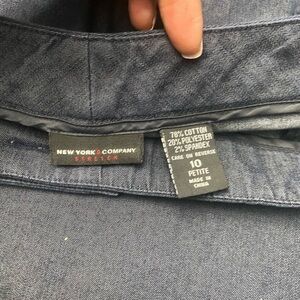 NEW YORK & COMPANY
STRETCH
78% COTTON
20% POLYESTER
2% SPANDEX
CARE ON REVERSE
10
PETITE
MADE IN
CHINA